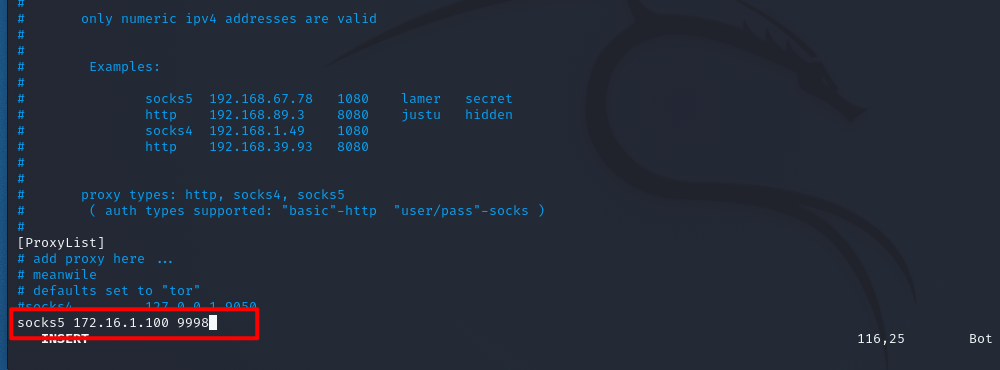 #
# only numeric ipv4 addresses are valid
#
#
# Examples:
#
# socks5 192.168.67.78 1080 lamer secret
# http 192.168.89.3 8080 justu hidden
# socks4 192.168.1.49 1080
# http 192.168.39.93 8080
#
#
# proxy types: http, socks4, socks5
# ( auth types supported: "basic"-http "user/pass"-socks )
#
[ProxyList]
# add proxy here ...
# meanwile
# defaults set to "tor"
#socks4 127.0.0.1 9050
socks5 172.16.1.100 9998
INSERT 116,25 Bot